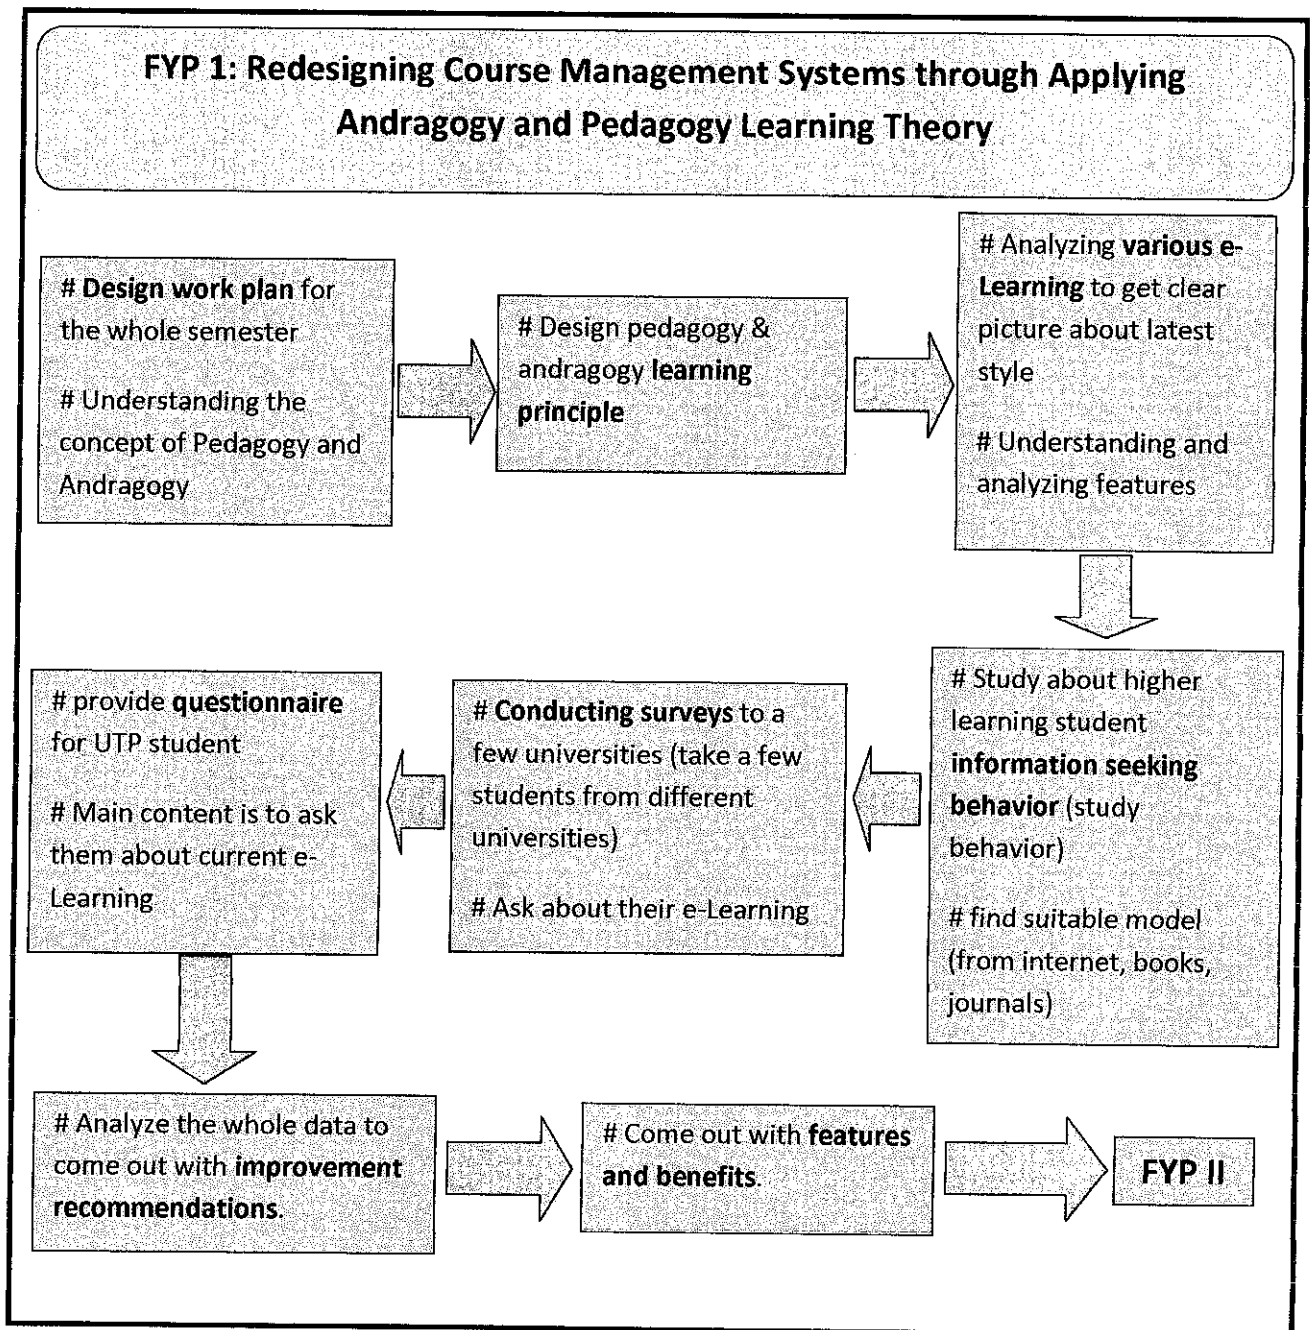 FYP 1: Redesigning Course Management Systems through Applying
Andragogy and Pedagogy Learning Theory
# Design work plan for
the whole semester
# Understanding the
concept of Pedagogy and
Andragogy
# Design pedagogy &
andragogy learning
principle
# Analyzing various e-
Learning to get clear
picture about latest
style
# Understanding and
analyzing features
# Study about higher
learning student
information seeking
behavior (study
behavior)
# find suitable model
(from internet, books,
journals)
# Conducting surveys to a
few universities (take a few
students from different
universities)
# Ask about their e-Learning
# provide questionnaire
for UTP student
# Main content is to ask
them about current e-
Learning
# Analyze the whole data to
come out with improvement
recommendations.
# Come out with features
and benefits.
FYP II